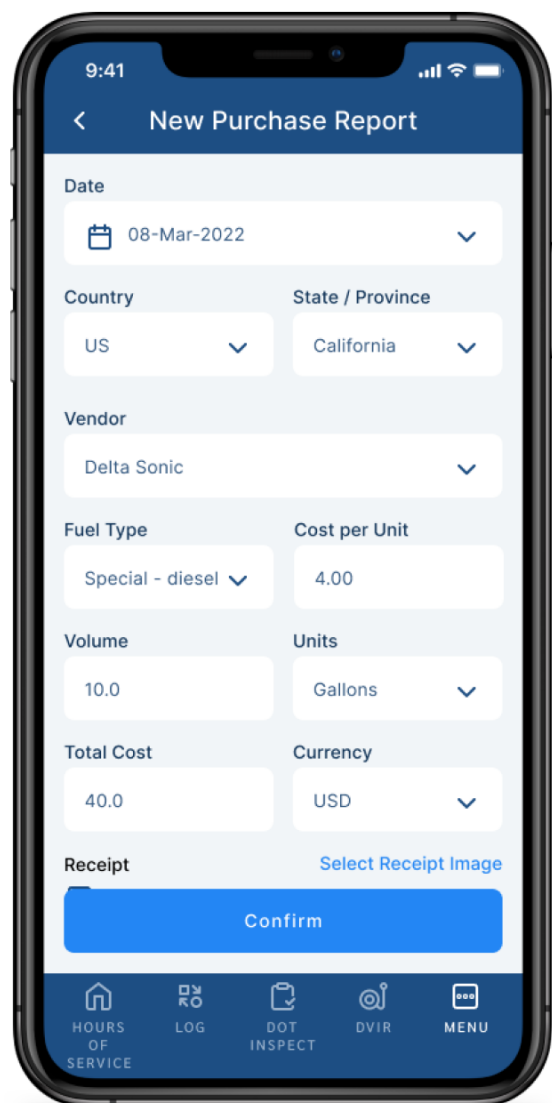 9:41
New Purchase Report
Date
08-Mar-2022
Country
State / Province
US
California
Vendor
Delta Sonic
Fuel Type
Cost per Unit
Special - diesel
4.00
Volume
Units
10.0
Gallons
Total Cost
Currency
40.0
USD
Receipt
Select Receipt Image
Confirm
HOURS
OF
SERVICE
LOG
DOT
INSPECT
DVIR
MENU